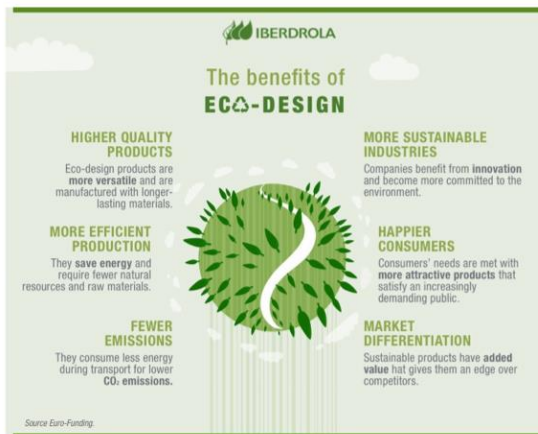 IBERDROLA
The benefits of
ECO-DESIGN
HIGHER QUALITY
PRODUCTS
Eco-design products are
more versatile and are
manufactured with longer-
lasting materials.
MORE EFFICIENT
PRODUCTION
They save energy and
require fewer natural
resources and raw materials.
FEWER
EMISSIONS
They consume less energy
during transport for lower
CO₂ emissions.
MORE SUSTAINABLE
INDUSTRIES
Companies benefit from innovation
and become more committed to the
environment.
HAPPIER
CONSUMERS
Consumers' needs are met with
more attractive products that
satisfy an increasingly
demanding public.
MARKET
DIFFERENTIATION
Sustainable products have added
value hat gives them an edge over
competitors.
Source Euro-Funding.